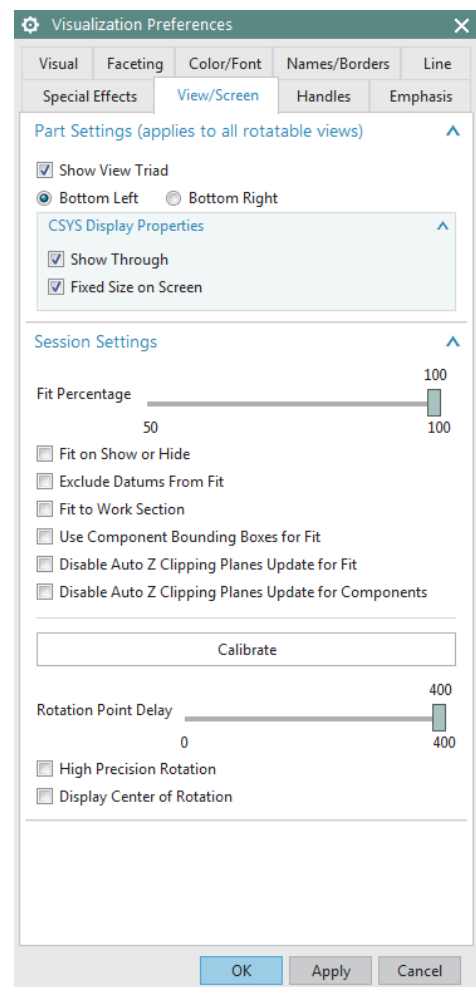 Visualization Preferences
Visual Faceting Color/Font Names/Borders Line
Special Effects View/Screen Handles Emphasis
Part Settings (applies to all rotatable views)
Show View Triad
Bottom Left Bottom Right
CSYS Display Properties
Show Through
Fixed Size on Screen
Session Settings
100
Fit Percentage
50 100
Fit on Show or Hide
Exclude Datums From Fit
Fit to Work Section
Use Component Bounding Boxes for Fit
Disable Auto Z Clipping Planes Update for Fit
Disable Auto Z Clipping Planes Update for Components
Calibrate
400
Rotation Point Delay
0 400
High Precision Rotation
Display Center of Rotation
OK Apply Cancel